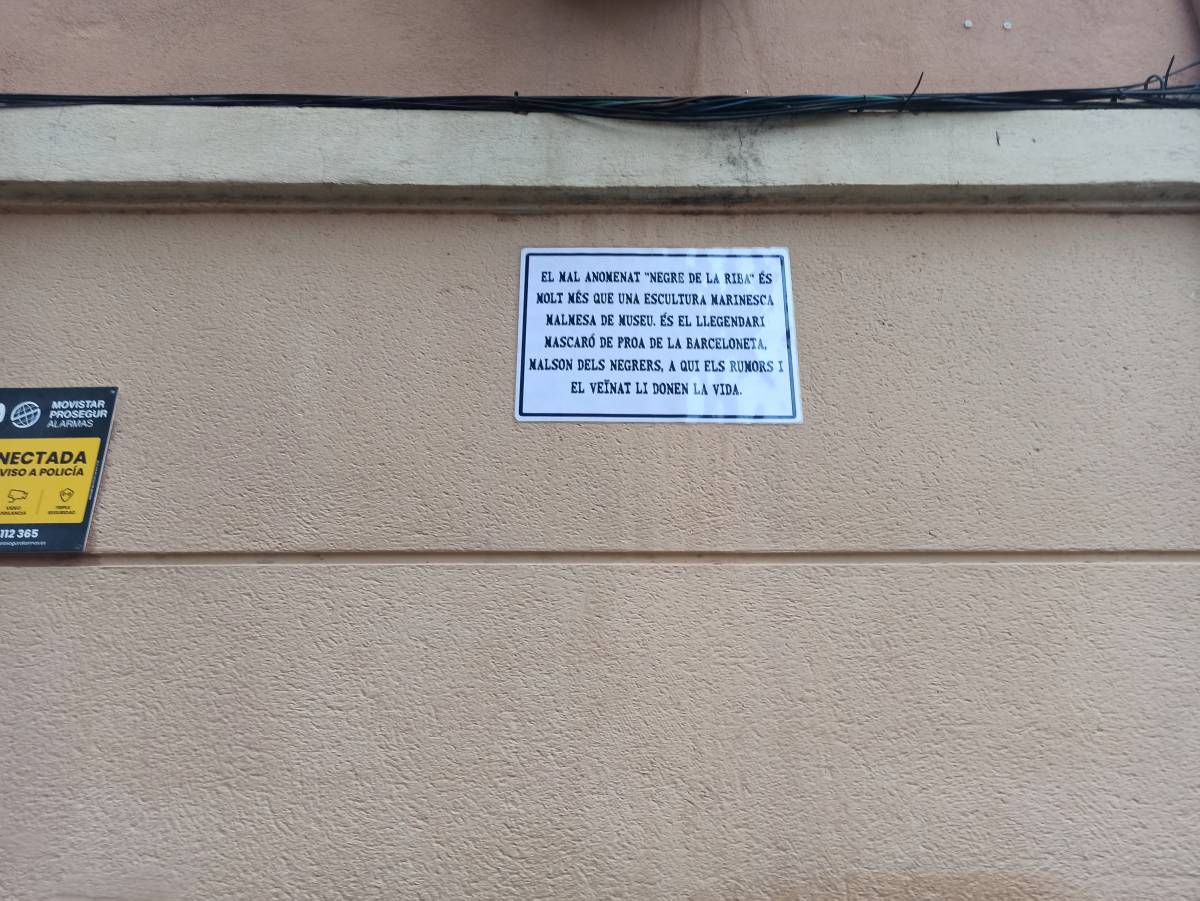 EL MAL ANOMENAT "NEGRE DE LA RIBA" ÉS
MOLT MÉS QUE UNA ESCULTURA MARINESCA
MALMESA DE MUSEU. ÉS EL LLEGENDARI
MASCARÓ DE PROA DE LA BARCELONETA,
MALSON DELS NEGRERS, A QUI ELS RUMORS I
EL VEÏNAT LI DONEN LA VIDA.
MOVISTAR
PROSEGUR
ALARMAS
NECTADA
VISO A POLICÍA
TRIPLE
SEGURIDAD
112 365